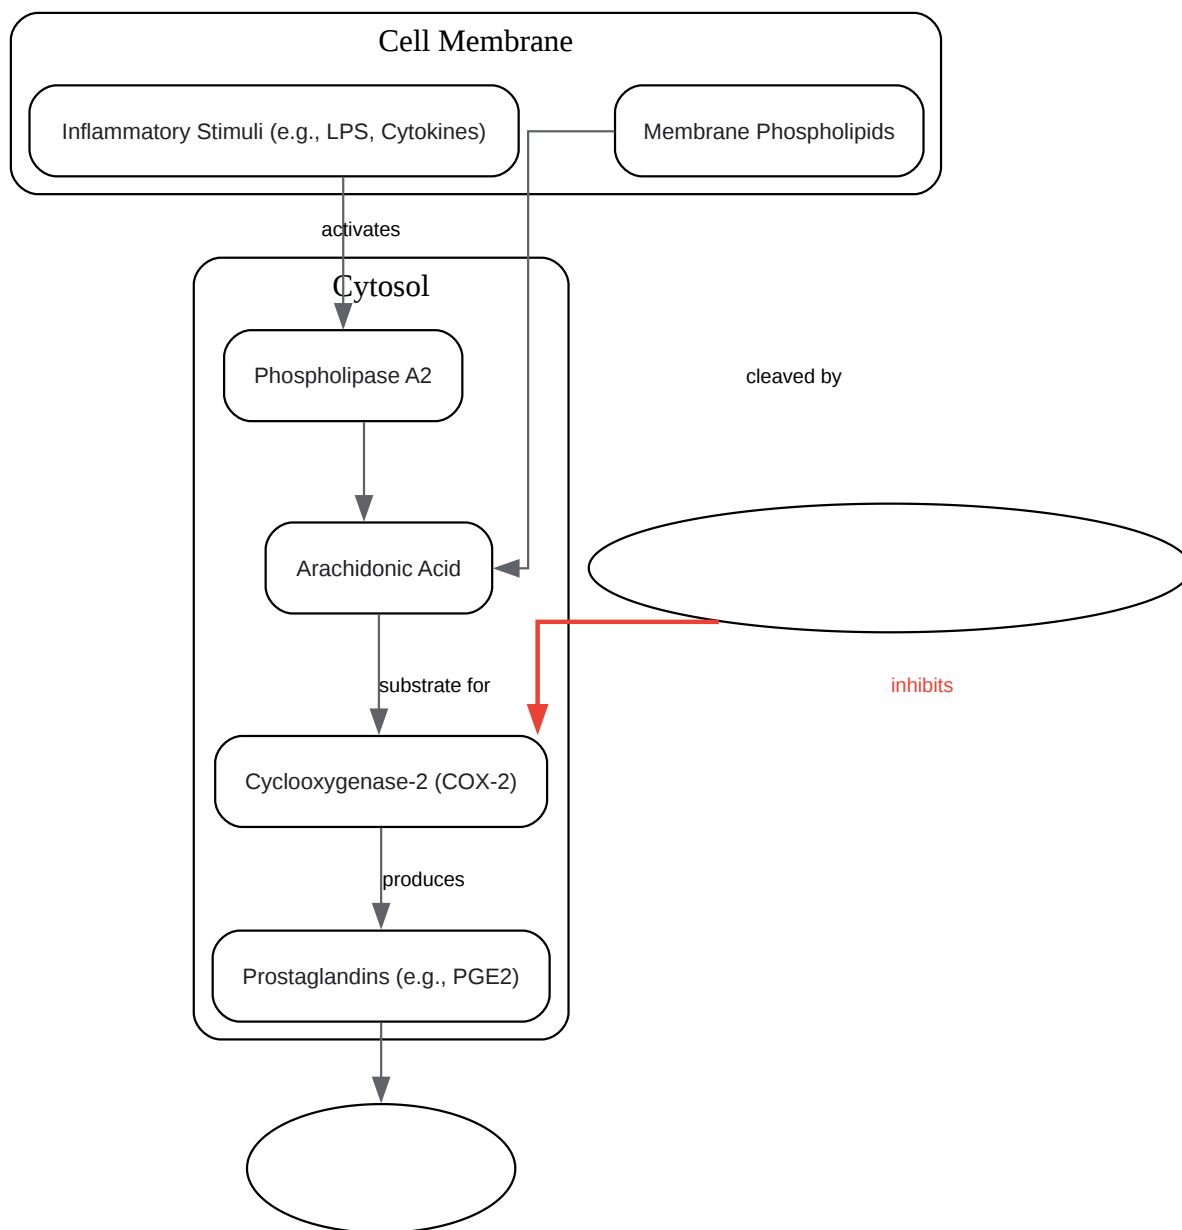 Cell Membrane
Inflammatory Stimuli (e.g., LPS, Cytokines)
Membrane Phospholipids
activates
Cytosol
Phospholipase A2
cleaved by
Arachidonic Acid
substrate for
inhibits
Cyclooxygenase-2 (COX-2)
produces
Prostaglandins (e.g., PGE2)